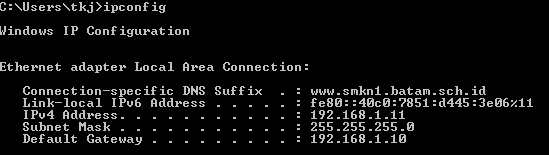 C:\Users\tkj>ipconfig
Windows IP Configuration
Ethernet adapter Local Area Connection:
Connection-specific DNS Suffix . : www.smkn1.batam.sch.id
Link-local IPv6 Address . . . . . : fe80::40c0:7851:d445:3e06%11
IPv4 Address. . . . . . . . . . . : 192.168.1.11
Subnet Mask . . . . . . . . . . . : 255.255.255.0
Default Gateway . . . . . . . . . : 192.168.1.10